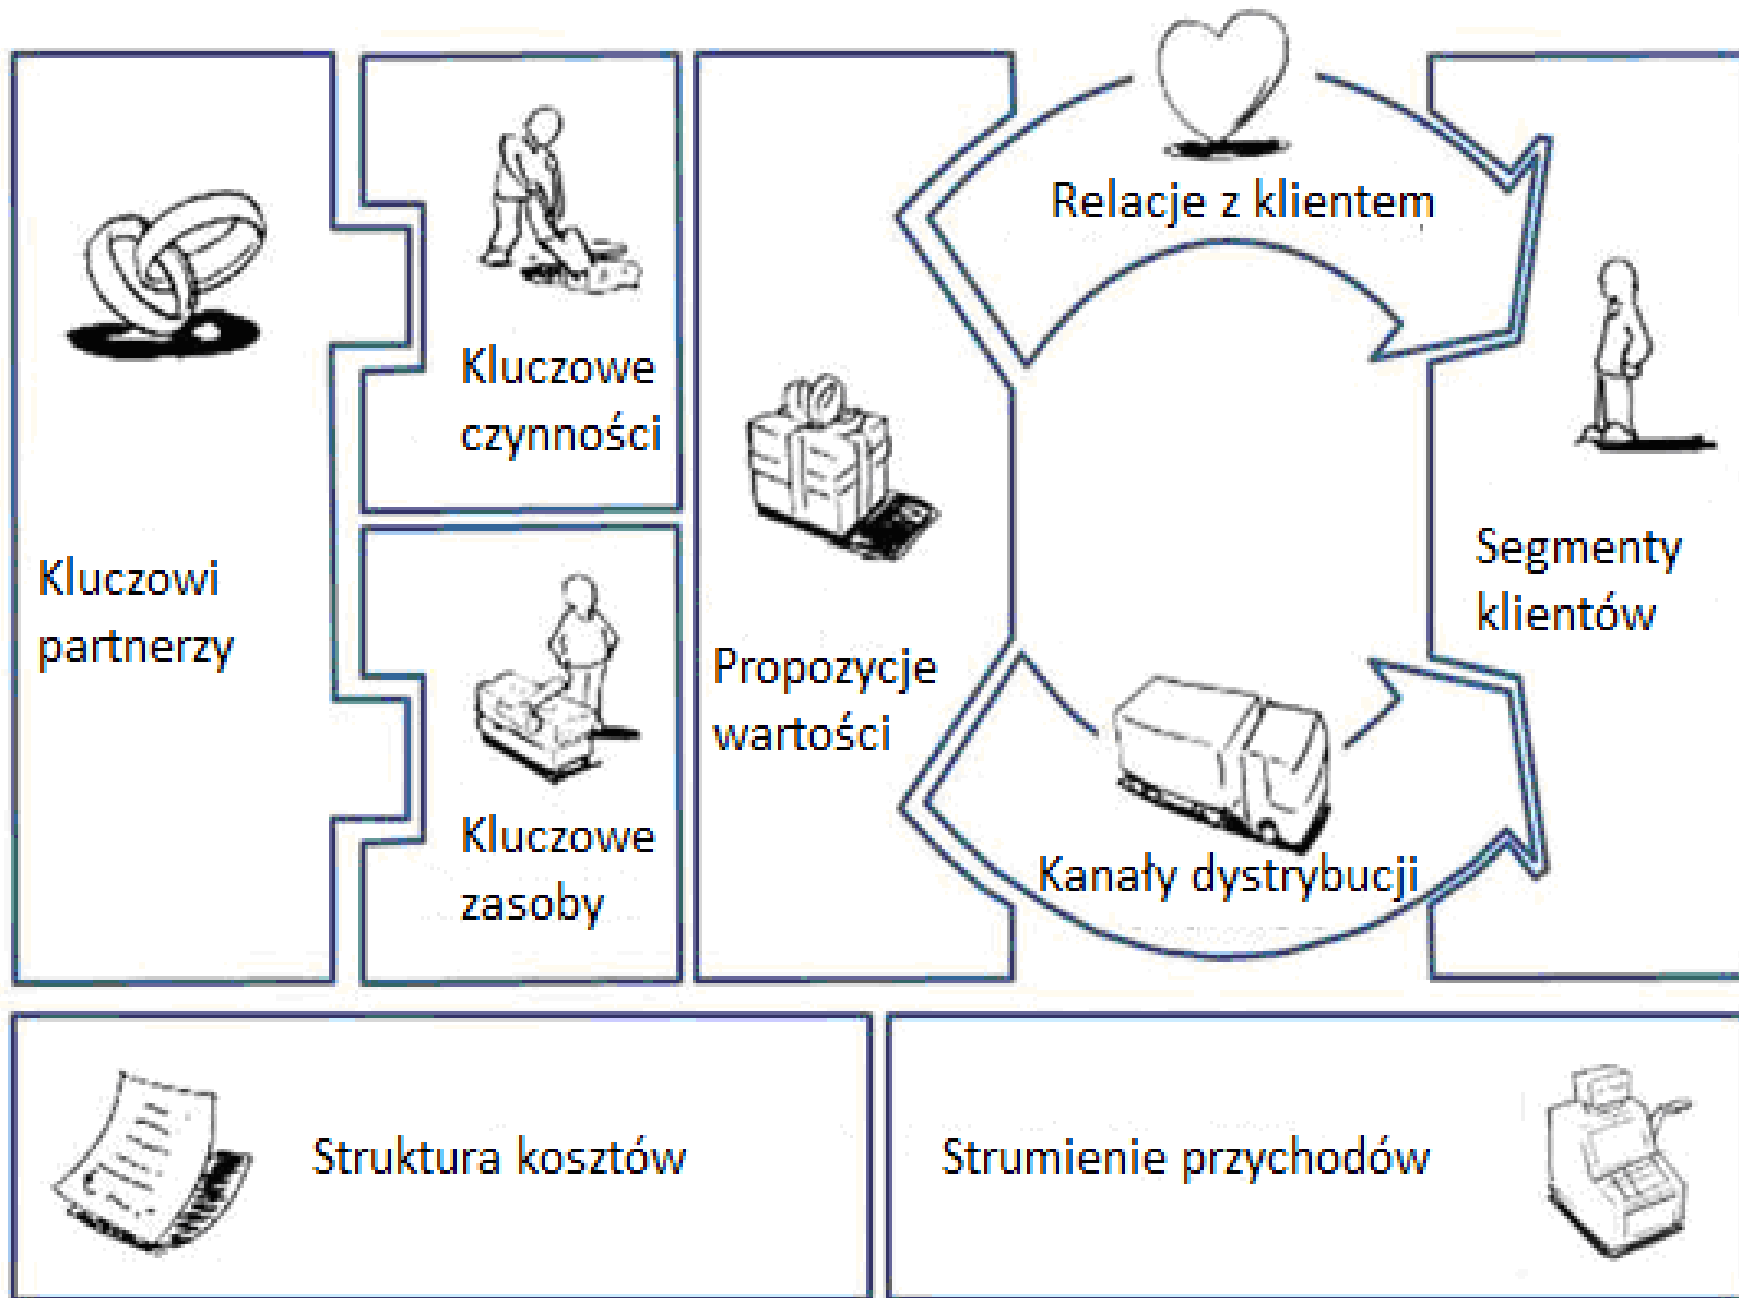 Kluczowi
partnerzy
Kluczowe
czynności
Kluczowe
zasoby
Propozycje
wartości
Relacje z klientem
Kanały dystrybucji
Segmenty
klientów
Struktura kosztów
Strumienie przychodów